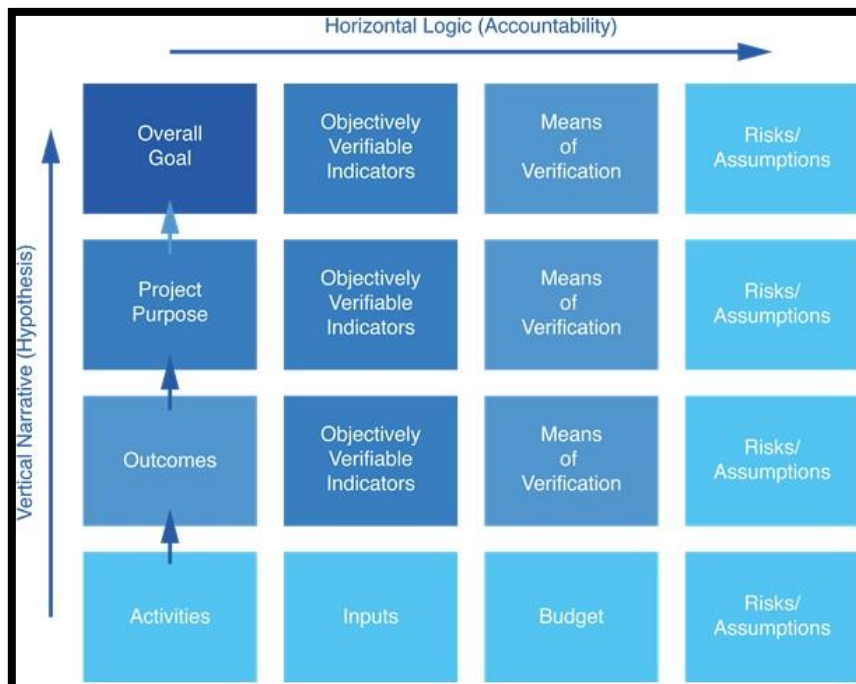 Horizontal Logic (Accountability)
Vertical Narrative (Hypothesis)
Overall
Goal
Objectively
Verifiable
Indicators
Means
of
Verification
Risks/
Assumptions
Project
Purpose
Objectively
Verifiable
Indicators
Means
of
Verification
Risks/
Assumptions
Outcomes
Objectively
Verifiable
Indicators
Means
of
Verification
Risks/
Assumptions
Activities
Inputs
Budget
Risks/
Assumptions